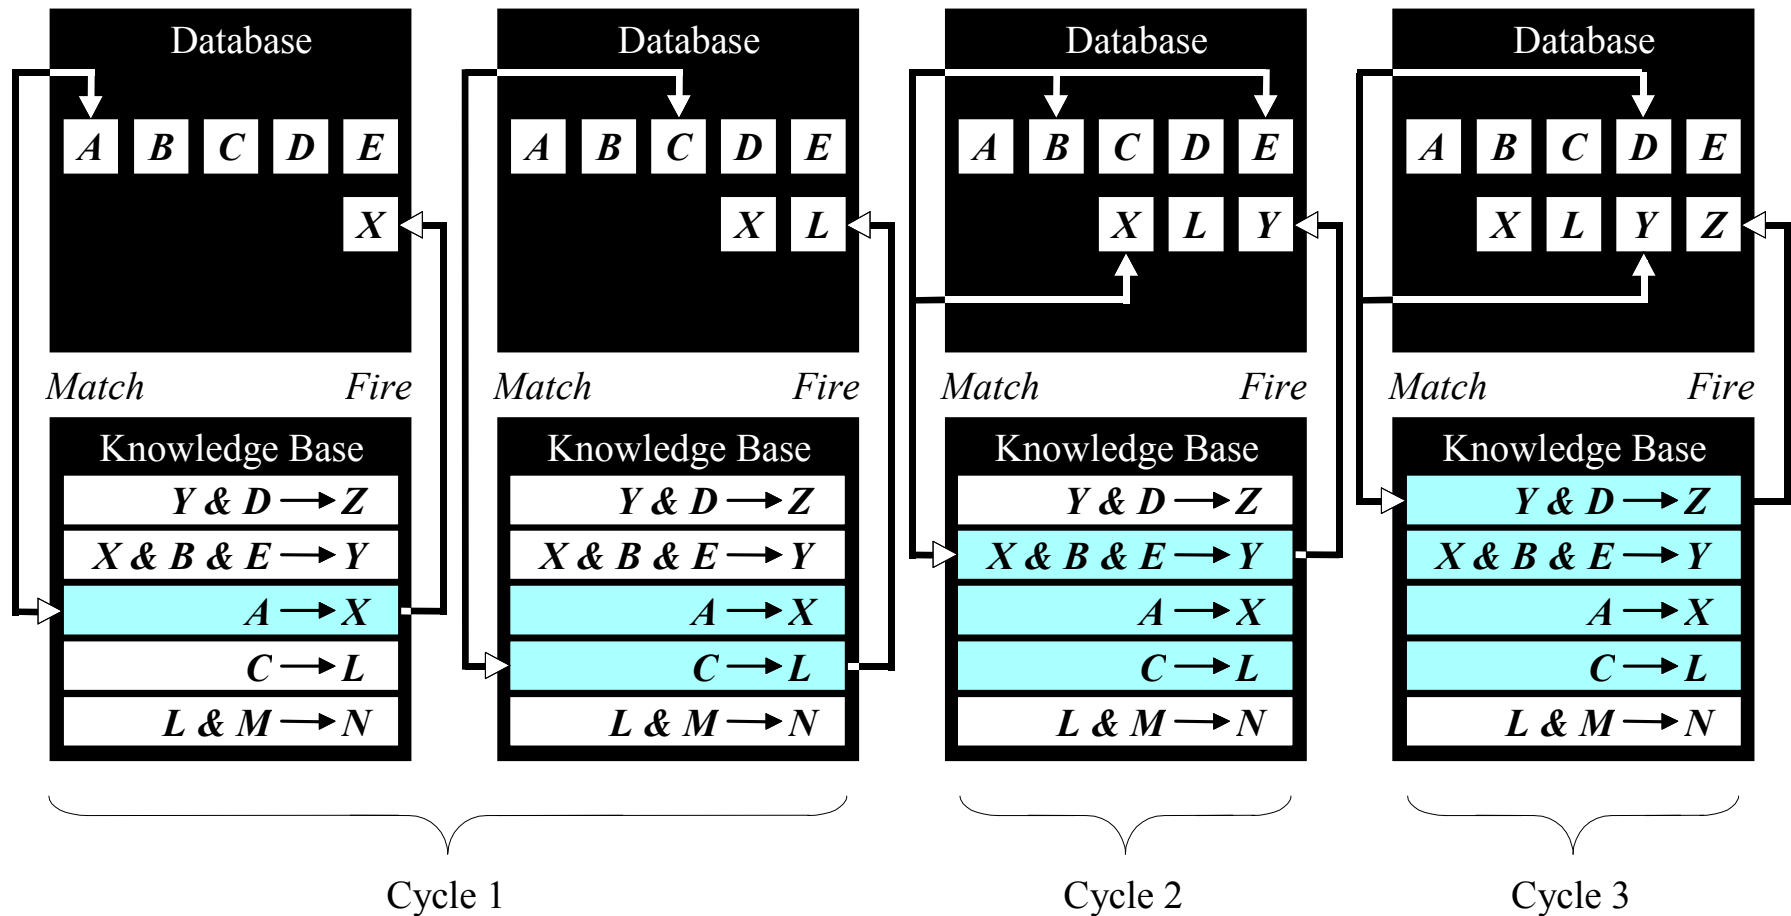 Database
A B C D E
X
Match Fire
Knowledge Base
Y & D → Z
X & B & E → Y
A → X
C → L
L & M → N
Database
A B C D E
X L
Match Fire
Knowledge Base
Y & D → Z
X & B & E → Y
A → X
C → L
L & M → N
Cycle 1
Database
A B C D E
X L Y
Match Fire
Knowledge Base
Y & D → Z
X & B & E → Y
A → X
C → L
L & M → N
Cycle 2
Database
A B C D E
X L Y Z
Match Fire
Knowledge Base
Y & D → Z
X & B & E → Y
A → X
C → L
L & M → N
Cycle 3